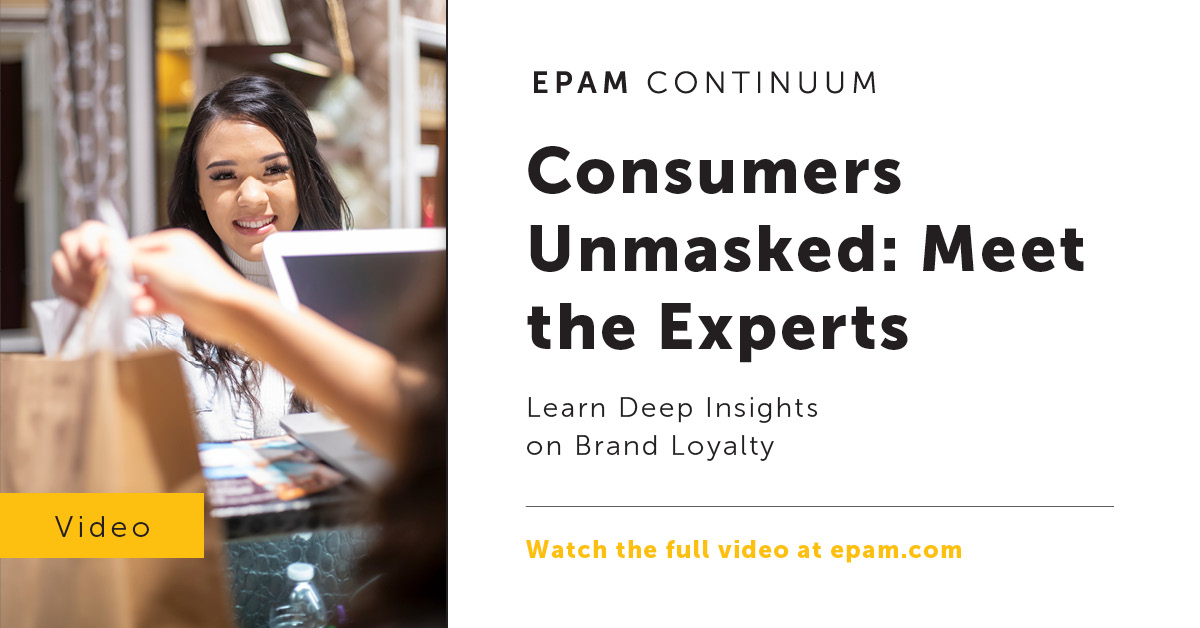 EPAM CONTINUUM
Consumers
Unmasked: Meet
the Experts
Learn Deep Insights
on Brand Loyalty
Video
Watch the full video at epam.com